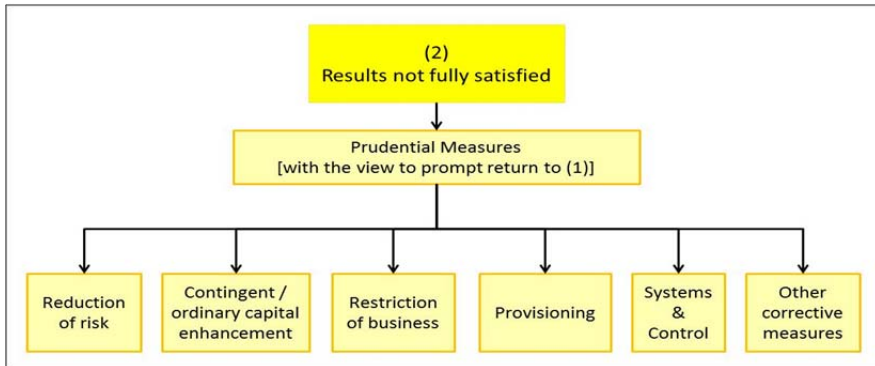 (2)
Results not fully satisfied
Prudential Measures
[with the view to prompt return to (1)]
Reduction
of risk
Contingent /
ordinary capital
enhancement
Restriction
of business
Provisioning
Systems
&
Control
Other
corrective
measures